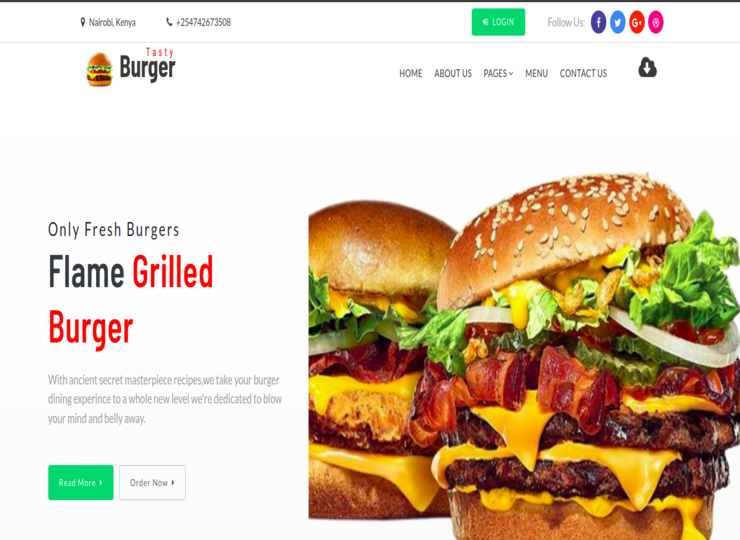 Nairobi, Kenya
+254742673508
LOGIN
Follow Us:
Tasty
Burger
HOME ABOUT US PAGES MENU CONTACT US
Only Fresh Burgers
Flame Grilled
Burger
With ancient secret masterpiece recipes,we take your burger
dining experince to a whole new level we're dedicated to blow
your mind and belly away.
Read More
Order Now